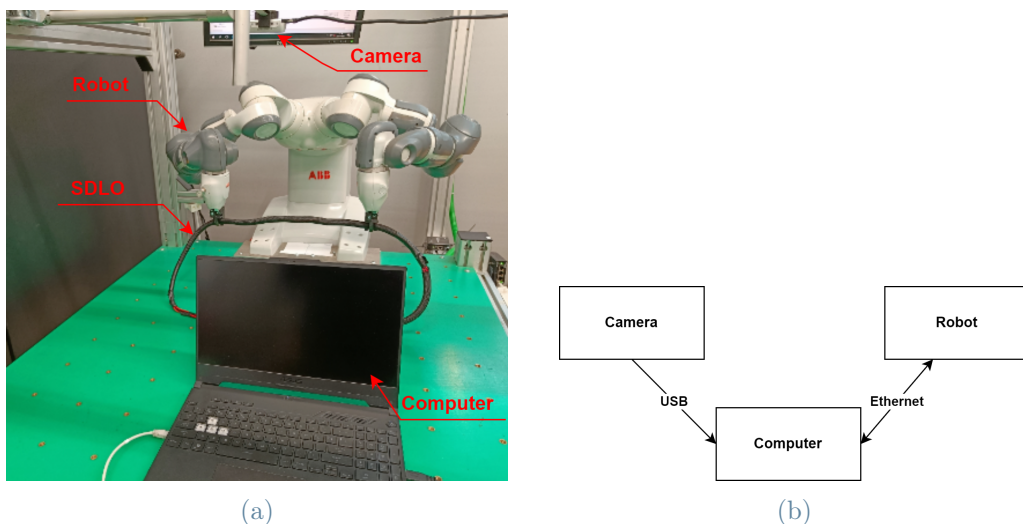 Camera
Robot
ABB
SDLO
Computer
(a)
Camera
Robot
USB
Ethernet
Computer
(b)